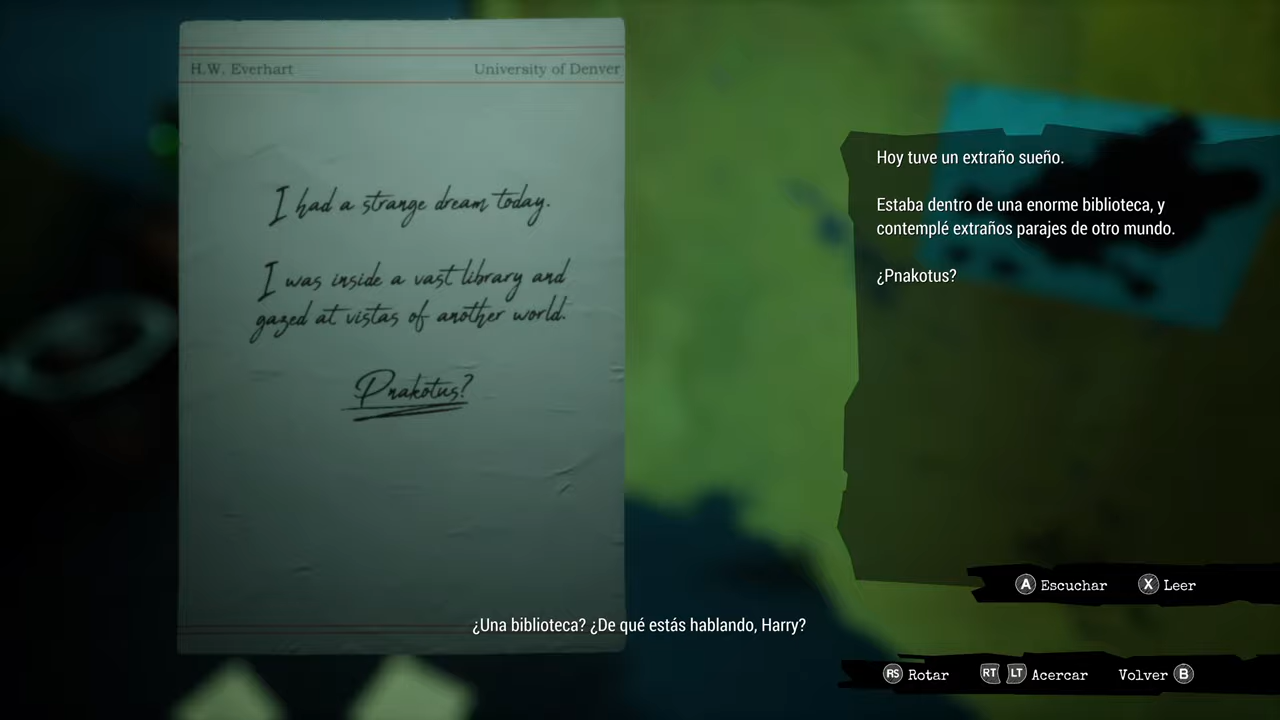 H.W. Everhart University of Denver
I had a strange dream today.
I was inside a vast library and
gazed at vistas of another world.
Pnakotus?
Hoy tuve un extraño sueño.
Estaba dentro de una enorme biblioteca, y
contemplé extraños parajes de otro mundo.
¿Pnakotus?
A Escuchar X Leer
¿Una biblioteca? ¿De qué estás hablando, Harry?
RS Rotar RT LT Acercar Volver B